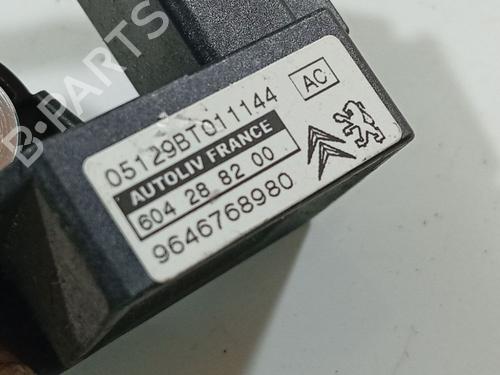 B-PARTS
05129BT011144
AC
AUTOLIV FRANCE
604 28 82 00
9646768980